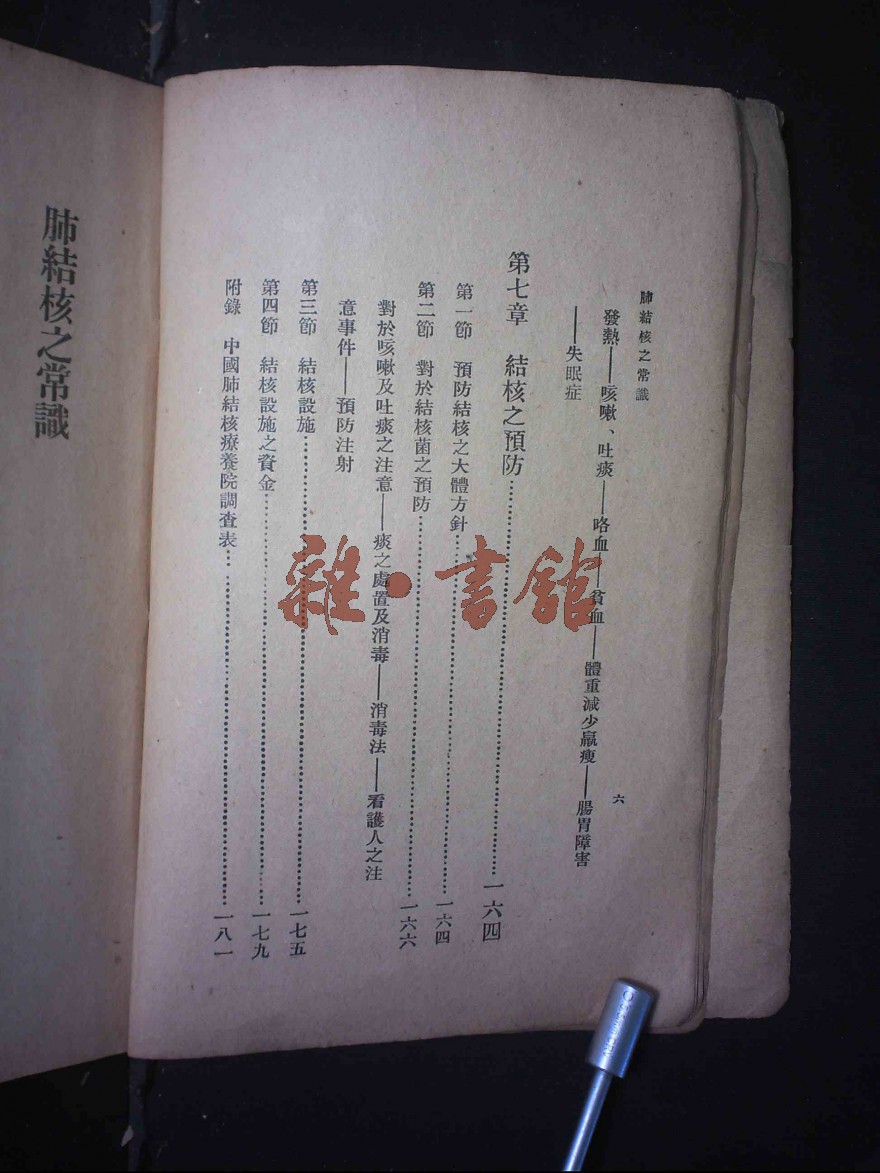 肺結核之常識
六
發熱——咳嗽、吐痰——咯血——貧血——體重減少羸瘦——腸胃障害
——失眠症
第七章 結核之預防……一六四
第一節 預防結核之大體方針……一六四
第二節 對於結核菌之預防……一六六
對於咳嗽及吐痰之注意——痰之處置及消毒——消毒法——看護人之注
意事件——預防注射
第三節 結核設施……一七五
第四節 結核設施之資金……一七九
附錄 中國肺結核療養院調查表……一八一
肺結核之常識
雜·書館